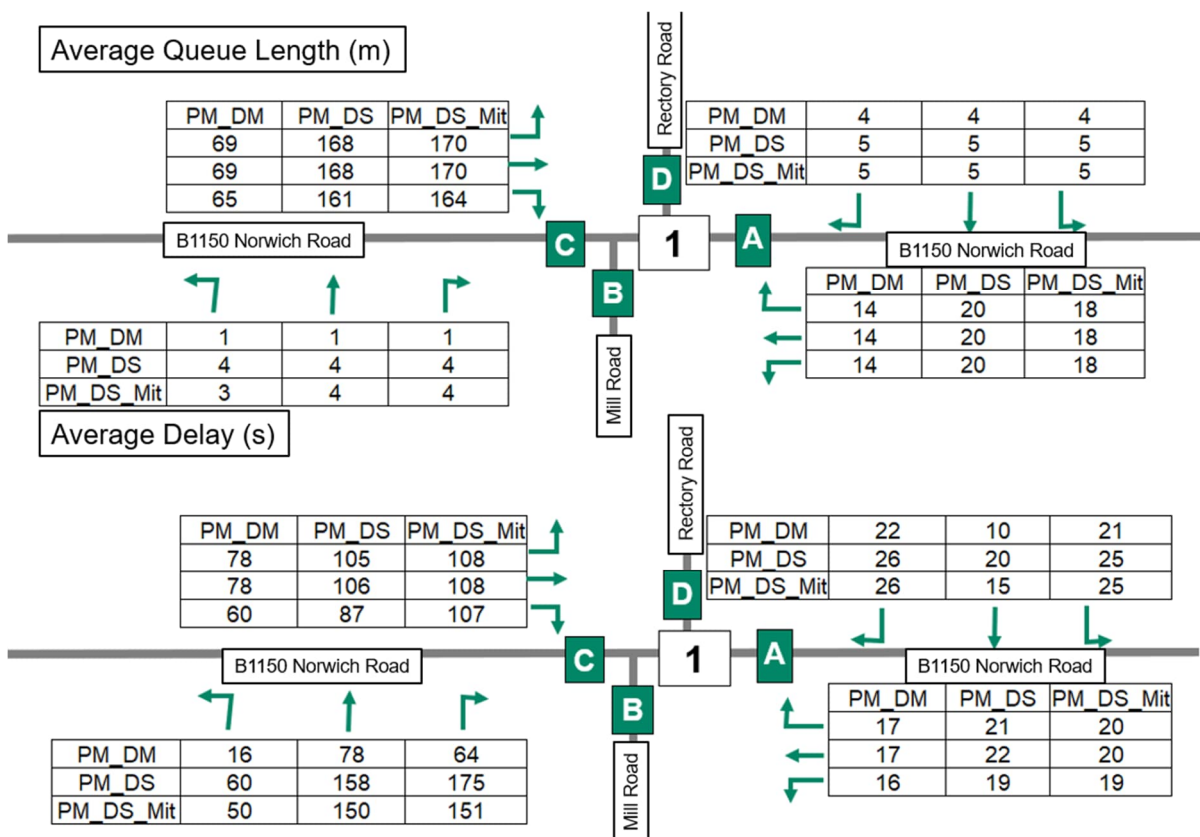 Average Queue Length (m)
PM_DM PM_DS PM_DS_Mit
69 168 170
69 168 170
65 161 164
Rectory Road
PM_DM 4 4 4
PM_DS 5 5 5
PM_DS_Mit 5 5 5
D
B1150 Norwich Road
C
1
A
B1150 Norwich Road
B
PM_DM PM_DS PM_DS_Mit
14 20 18
14 20 18
14 20 18
PM_DM 1 1 1
PM_DS 4 4 4
PM_DS_Mit 3 4 4
Mill Road
Average Delay (s)
Rectory Road
PM_DM PM_DS PM_DS_Mit
78 105 108
78 106 108
60 87 107
PM_DM 22 10 21
PM_DS 26 20 25
PM_DS_Mit 26 15 25
D
B1150 Norwich Road
C
1
A
B1150 Norwich Road
B
PM_DM PM_DS PM_DS_Mit
17 21 20
17 22 20
16 19 19
PM_DM 16 78 64
PM_DS 60 158 175
PM_DS_Mit 50 150 151
Mill Road